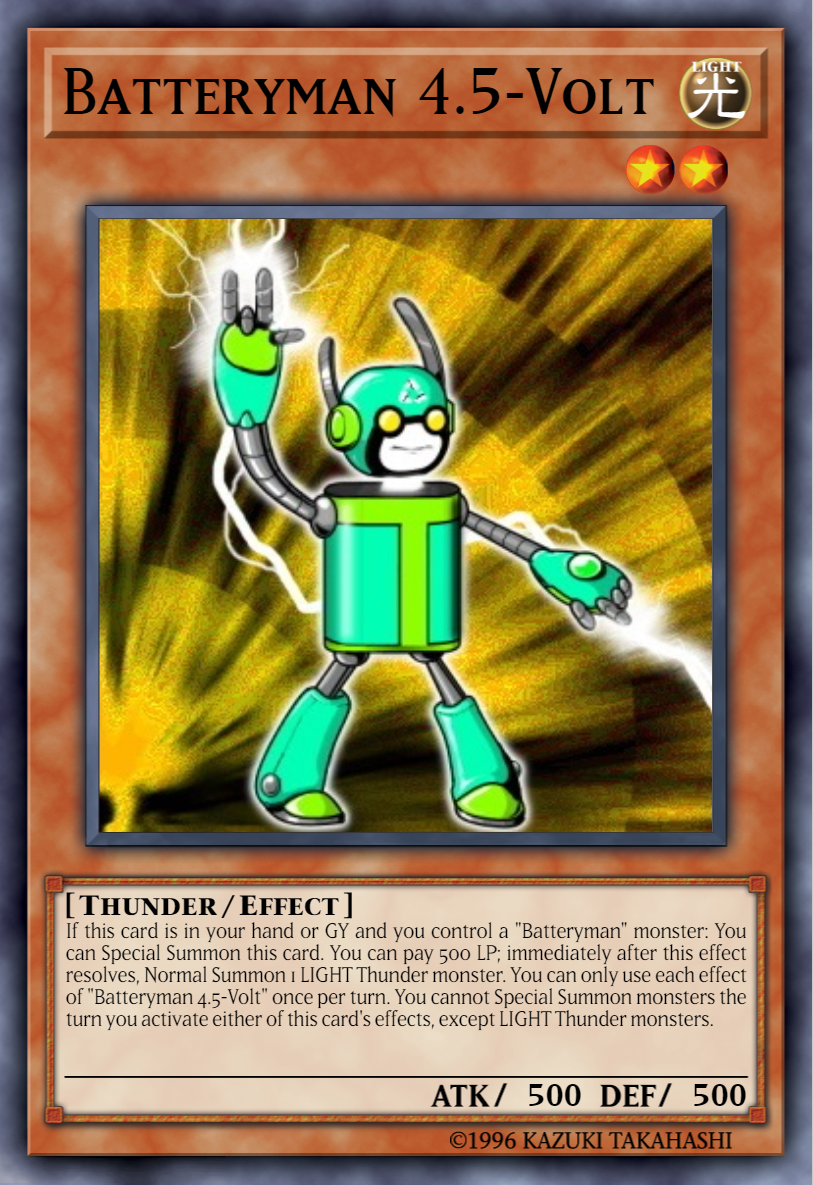 Batteryman 4.5-Volt
LIGHT
光
[ Thunder / Effect ]
If this card is in your hand or GY and you control a "Batteryman" monster: You
can Special Summon this card. You can pay 500 LP; immediately after this effect
resolves, Normal Summon 1 LIGHT Thunder monster. You can only use each effect
of "Batteryman 4.5-Volt" once per turn. You cannot Special Summon monsters the
turn you activate either of this card's effects, except LIGHT Thunder monsters.
ATK/ 500 DEF/ 500
©1996 KAZUKI TAKAHASHI